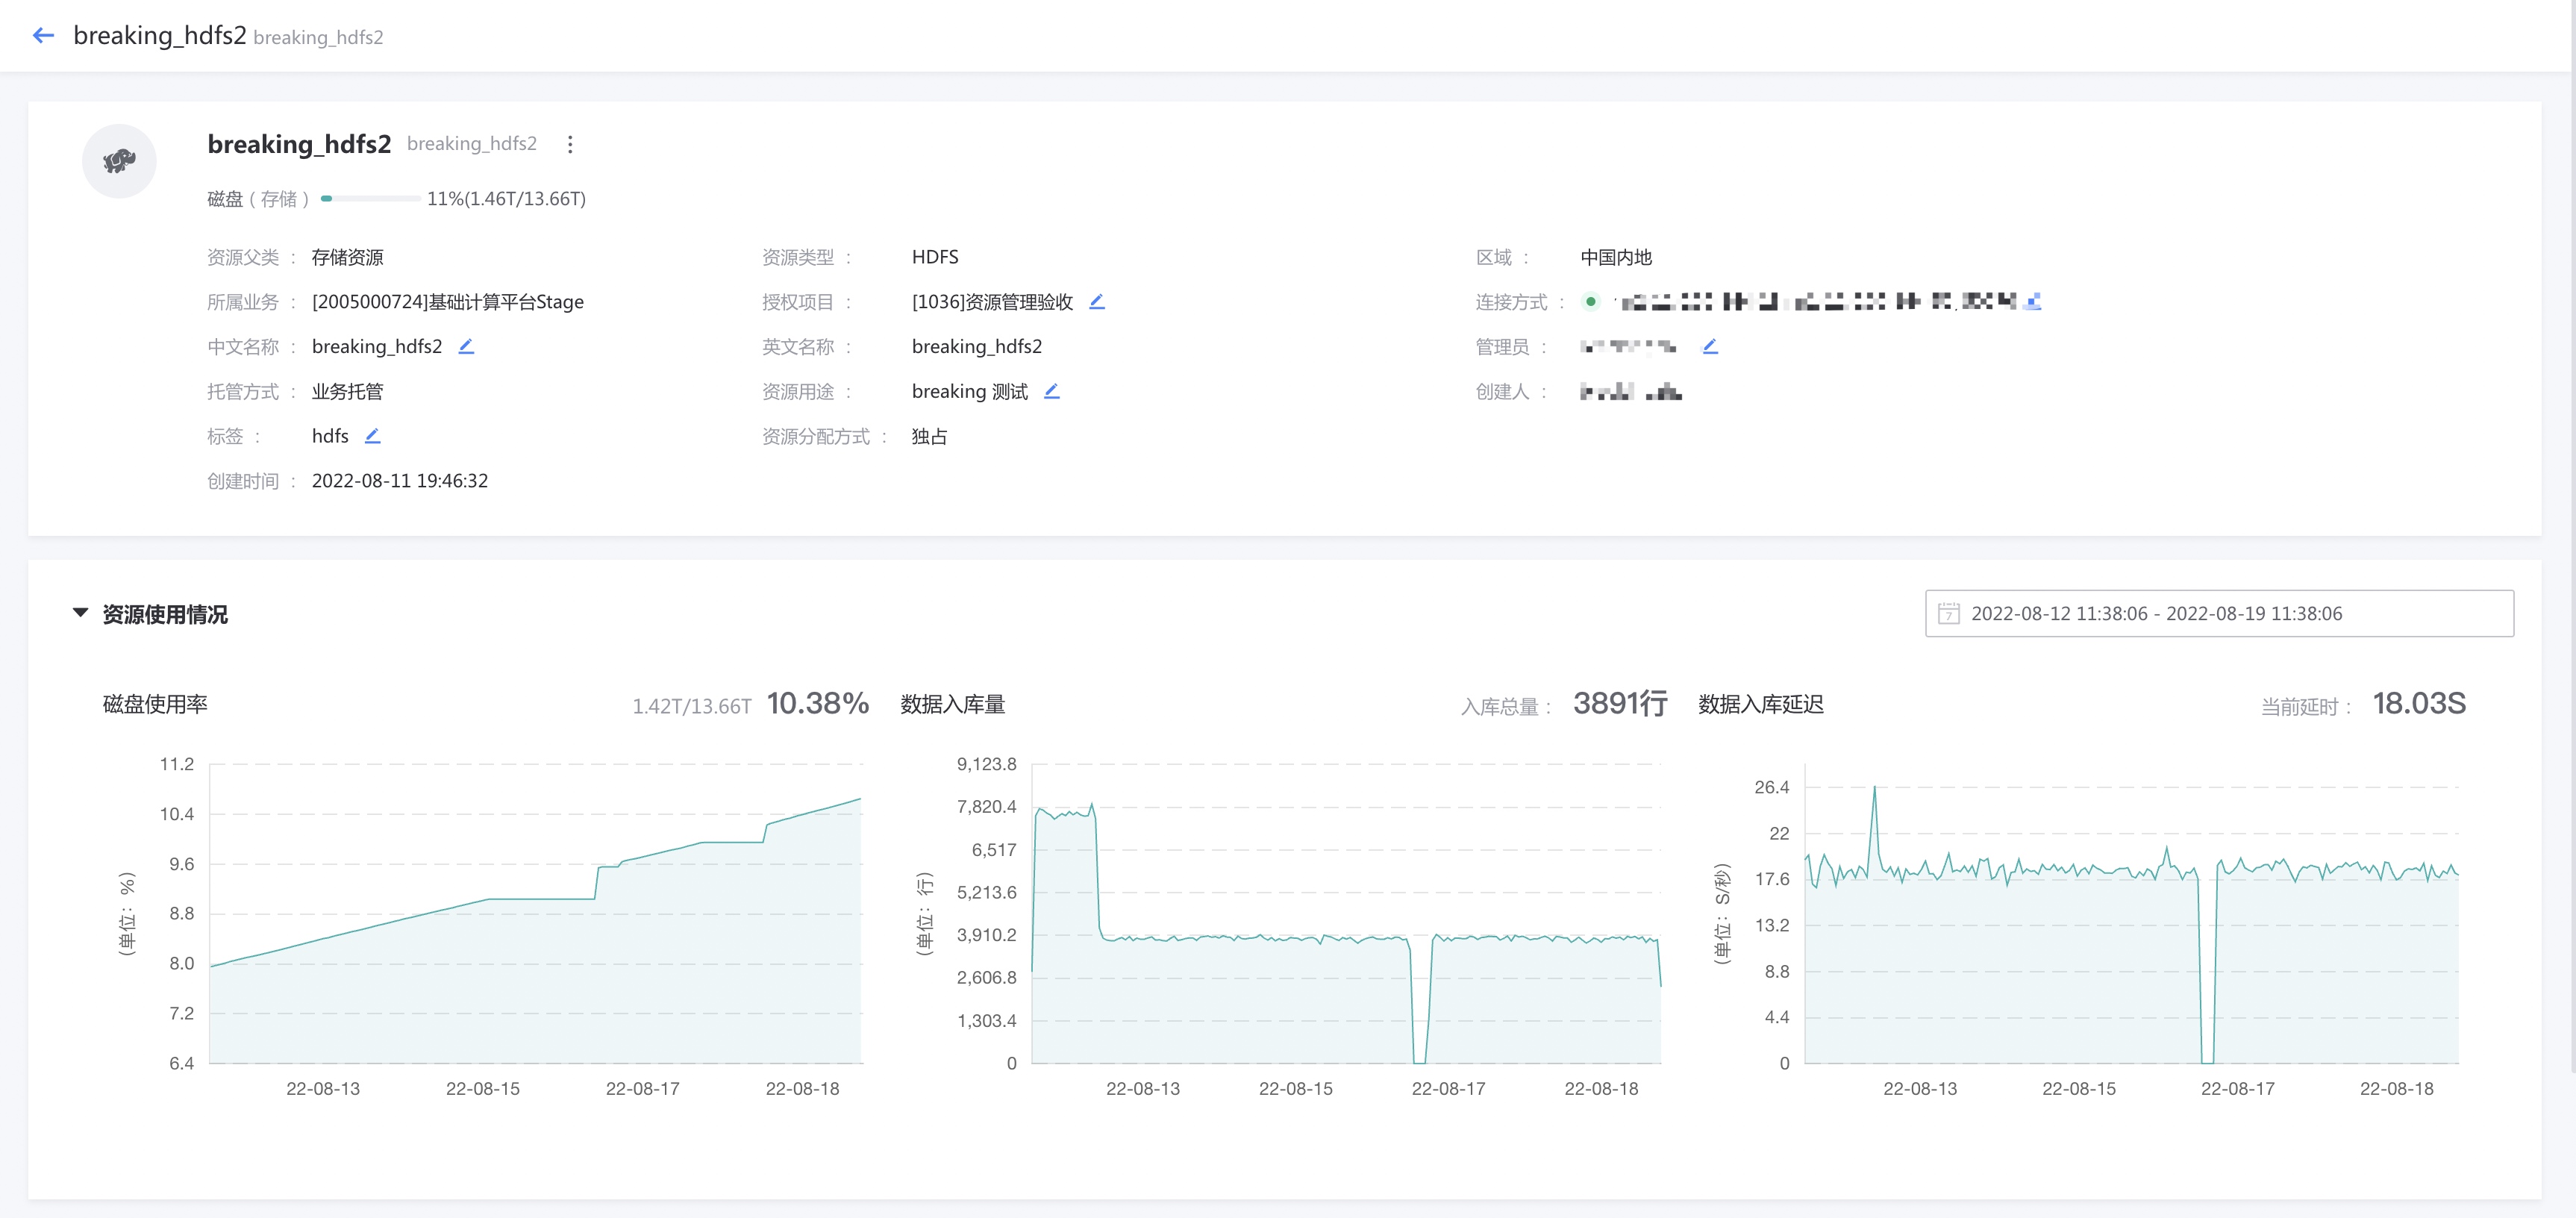 breaking_hdfs2 breaking_hdfs2
breaking_hdfs2 breaking_hdfs2
磁盘（存储） 11%(1.46T/13.66T)
资源父类 : 存储资源 资源类型 : HDFS 区域 : 中国内地
所属业务 : [2005000724]基础计算平台Stage 授权项目 : [1036]资源管理验收 连接方式 :
中文名称 : breaking_hdfs2 英文名称 : breaking_hdfs2 管理员 :
托管方式 : 业务托管 资源用途 : breaking 测试 创建人 :
标签 : hdfs 资源分配方式 : 独占
创建时间 : 2022-08-11 19:46:32
资源使用情况
7 2022-08-12 11:38:06 - 2022-08-19 11:38:06
磁盘使用率 1.42T/13.66T 10.38%
(单位：%)
11.2
10.4
9.6
8.8
8.0
7.2
6.4
22-08-13 22-08-15 22-08-17 22-08-18
数据入库量 入库总量 : 3891行
(单位：行)
9,123.8
7,820.4
6,517
5,213.6
3,910.2
2,606.8
1,303.4
0
22-08-13 22-08-15 22-08-17 22-08-18
数据入库延迟 当前延时 : 18.03S
(单位：S/秒)
26.4
22
17.6
13.2
8.8
4.4
0
22-08-13 22-08-15 22-08-17 22-08-18